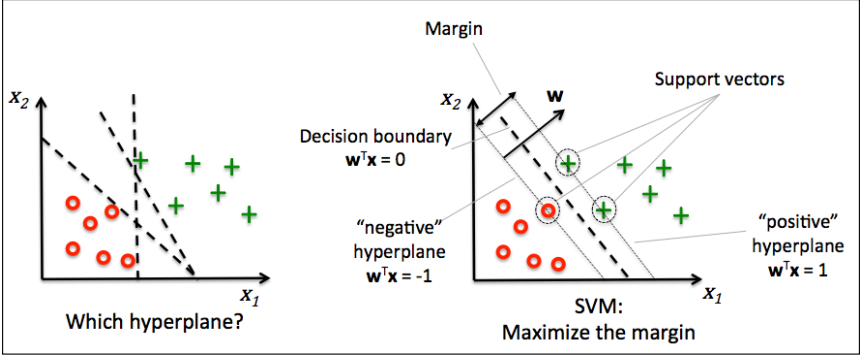 x2
x1
Which hyperplane?
Margin
x2
w
Support vectors
Decision boundary
wTx = 0
“negative”
hyperplane
wTx = -1
“positive”
hyperplane
wTx = 1
x1
SVM:
Maximize the margin